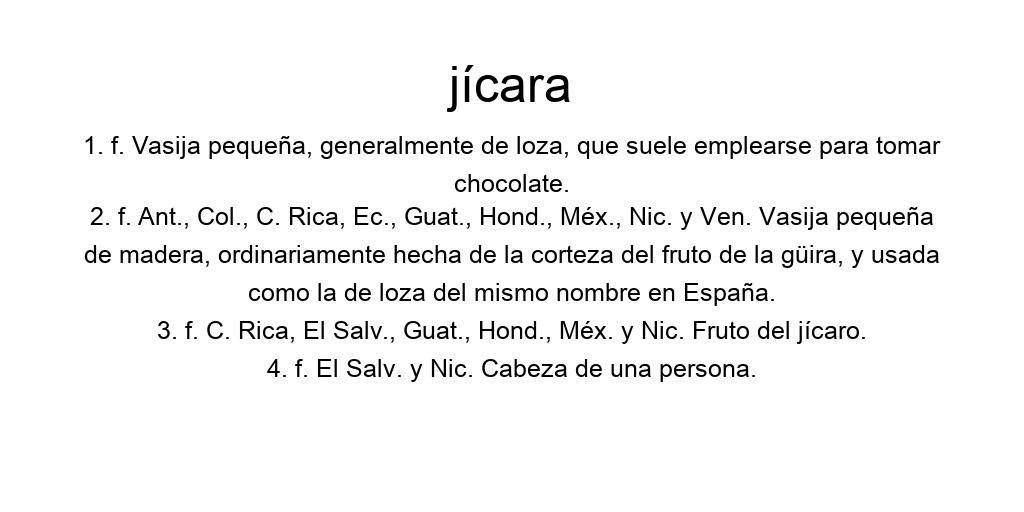 jícara
1. f. Vasija pequeña, generalmente de loza, que suele emplearse para tomar
chocolate.
2. f. Ant., Col., C. Rica, Ec., Guat., Hond., Méx., Nic. y Ven. Vasija pequeña
de madera, ordinariamente hecha de la corteza del fruto de la güira, y usada
como la de loza del mismo nombre en España.
3. f. C. Rica, El Salv., Guat., Hond., Méx. y Nic. Fruto del jícaro.
4. f. El Salv. y Nic. Cabeza de una persona.